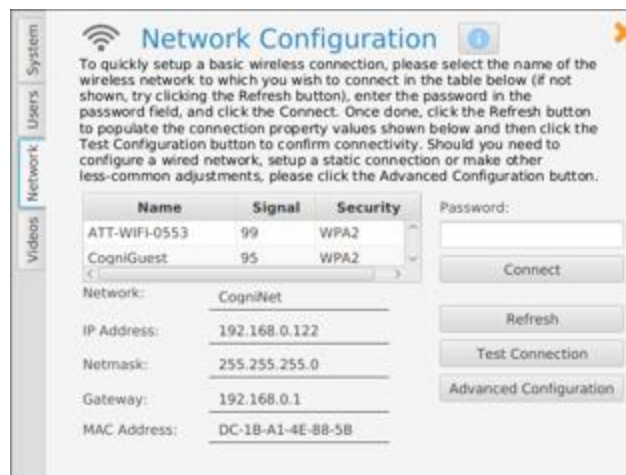 System
Users
Network
Videos
Network Configuration
To quickly setup a basic wireless connection, please select the name of the
wireless network to which you wish to connect in the table below (if not
shown, try clicking the Refresh button), enter the password in the
password field, and click the Connect. Once done, click the Refresh button
to populate the connection property values shown below and then click the
Test Configuration button to confirm connectivity. Should you need to
configure a wired network, setup a static connection or make other
less-common adjustments, please click the Advanced Configuration button.
Name Signal Security
ATT-WIFI-0553 99 WPA2
CogniGuest 95 WPA2
Password:
Connect
Network: CogniNet
IP Address: 192.168.0.122
Netmask: 255.255.255.0
Gateway: 192.168.0.1
MAC Address: DC-1B-A1-4E-88-5B
Refresh
Test Connection
Advanced Configuration